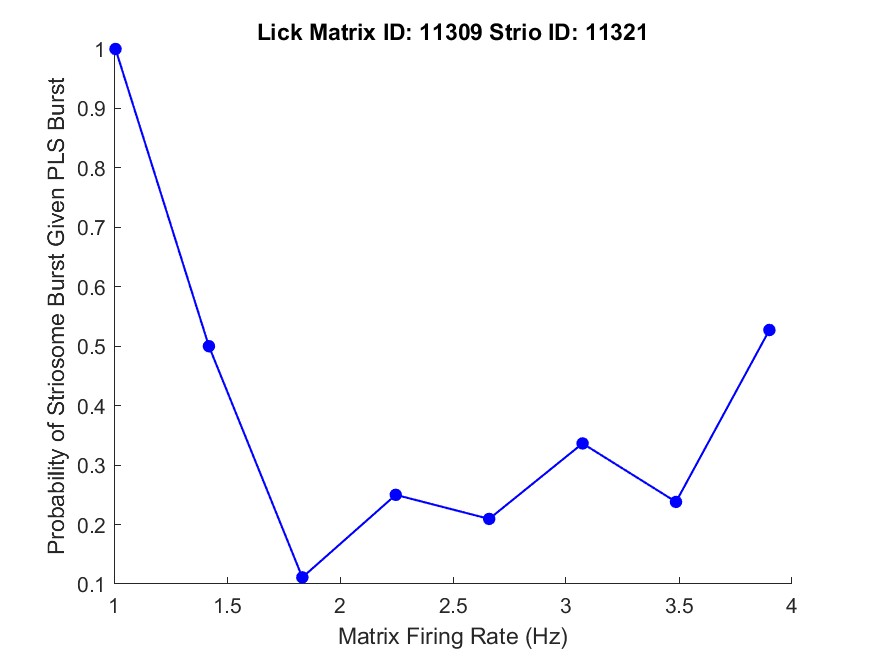 Lick Matrix ID: 11309 Strio ID: 11321
Probability of Striosome Burst Given PLS Burst
1
0.9
0.8
0.7
0.6
0.5
0.4
0.3
0.2
0.1
1 1.5 2 2.5 3 3.5 4
Matrix Firing Rate (Hz)